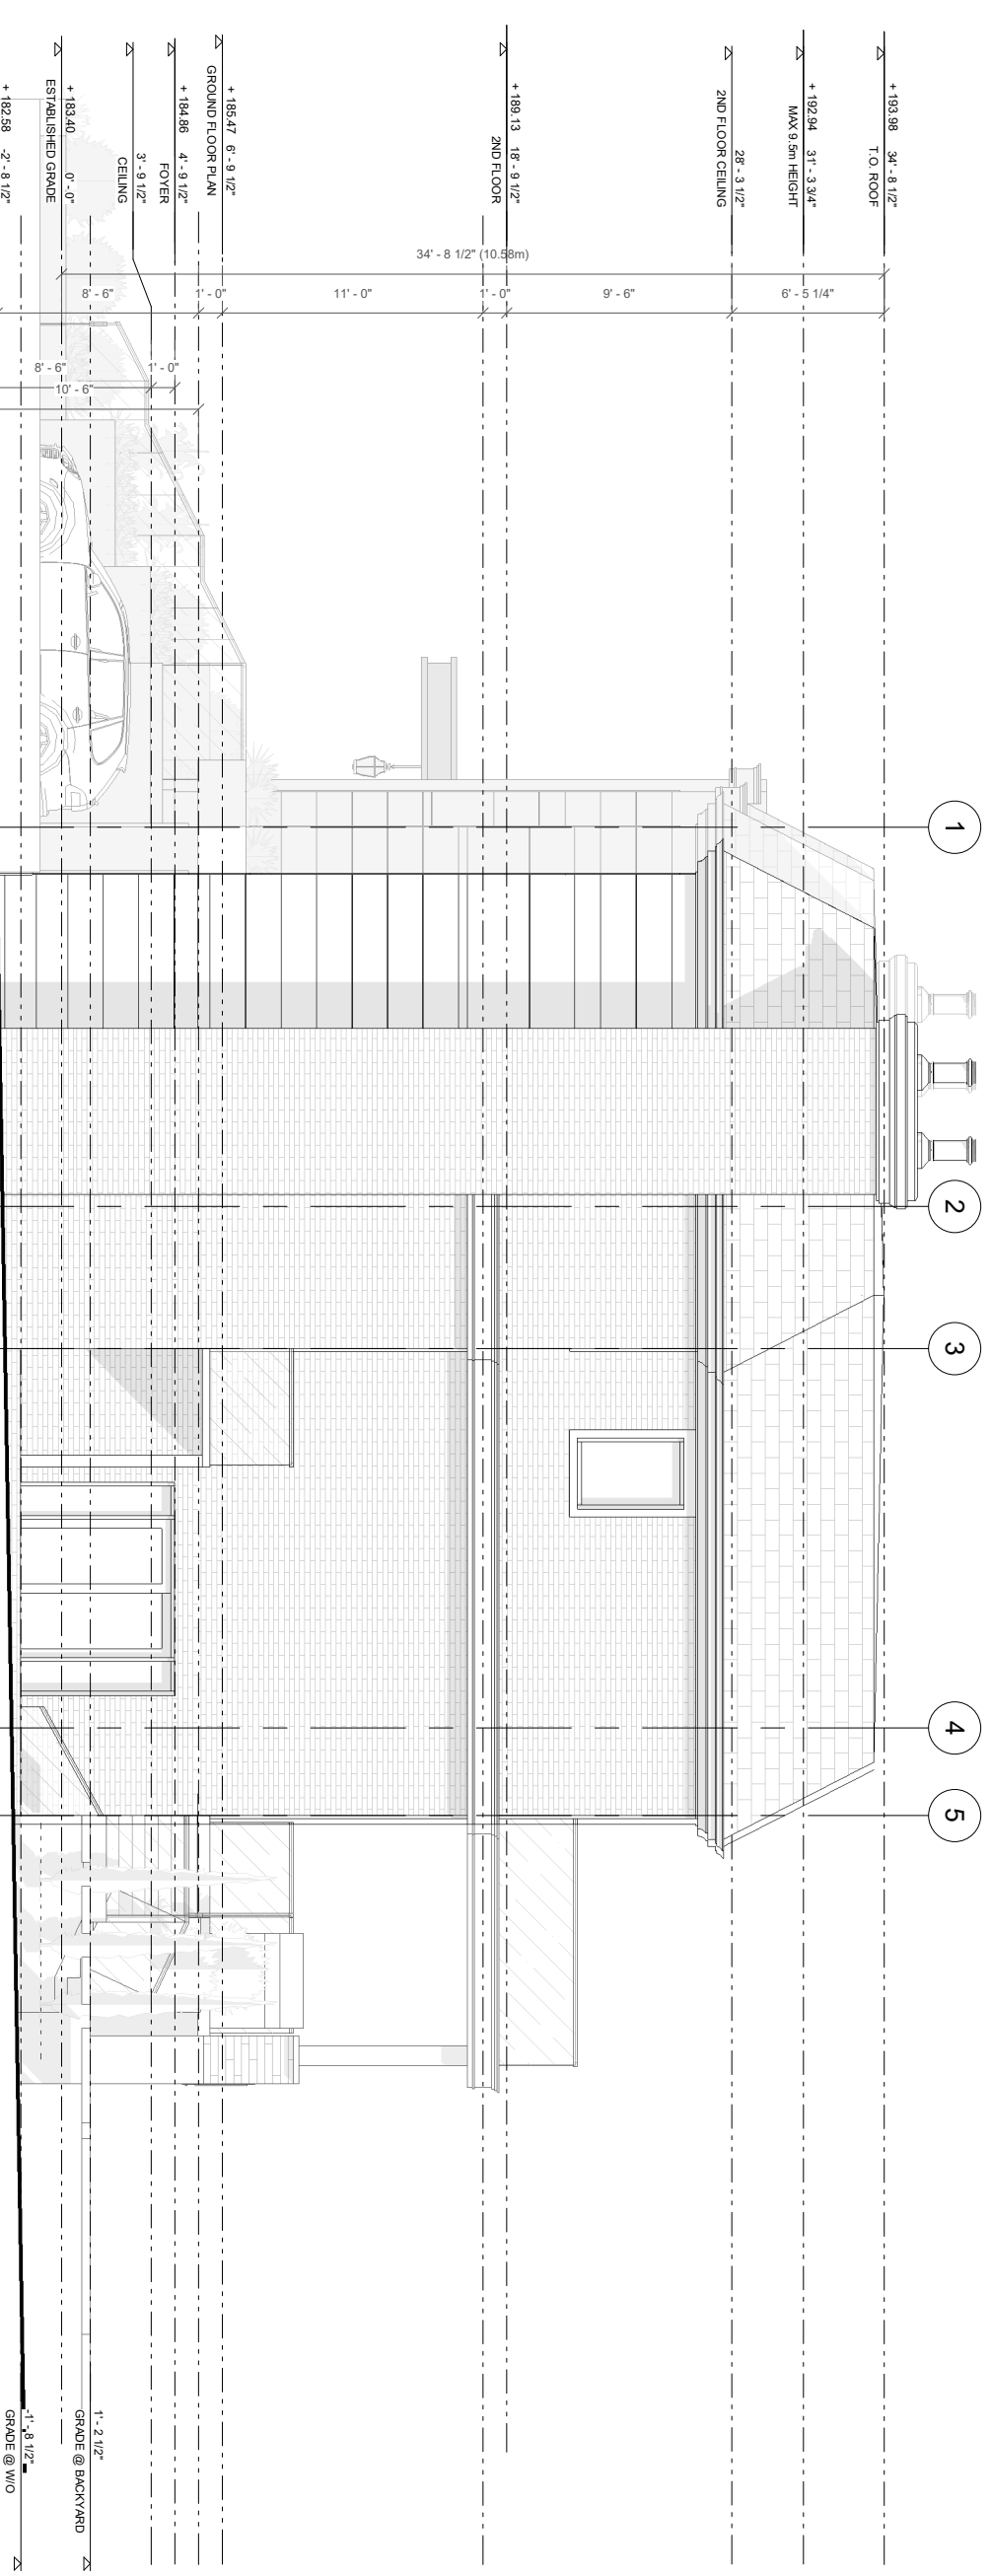 1
2
3
4
5
+ 193.98 34' - 8 1/2"
T.O. ROOF
+ 192.94 31' - 3 3/4"
MAX 9.5m HEIGHT
28' - 3 1/2"
2ND FLOOR CEILING
+ 189.13 18' - 9 1/2"
2ND FLOOR
+ 185.47 6' - 9 1/2"
GROUND FLOOR PLAN
+ 184.86 4' - 9 1/2"
FOYER
3' - 9 1/2"
CEILING
+ 183.40 0' - 0"
ESTABLISHED GRADE
+ 182.58 -2' - 8 1/2"
34' - 8 1/2" (10.58m)
6' - 5 1/4"
9' - 6"
1' - 0"
11' - 0"
1' - 0"
8' - 6"
1' - 0"
8' - 6"
10' - 6"
1' - 2 1/2"
GRADE @ BACKYARD
-1' - 8 1/2"
GRADE @ W/O